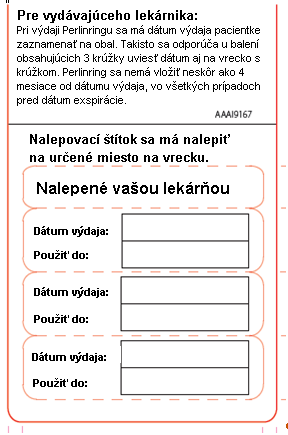 Pre vydávajúceho lekárnika:
Pri výdaji Perlinringu sa má dátum výdaja pacientke
zaznamenať na obal. Takisto sa odporúča u balení
obsahujúcich 3 krúžky uviesť dátum aj na vrecko s
krúžkom. Perlinring sa nemá vložiť neskôr ako 4
mesiace od dátumu výdaja, vo všetkých prípadoch
pred dátum exspirácie.
AAAI9167
Nalepovací štítok sa má nalepiť
na určené miesto na vrecku.
Nalepené vašou lekárňou
Dátum výdaja:
Použiť do:
Dátum výdaja:
Použiť do:
Dátum výdaja:
Použiť do: